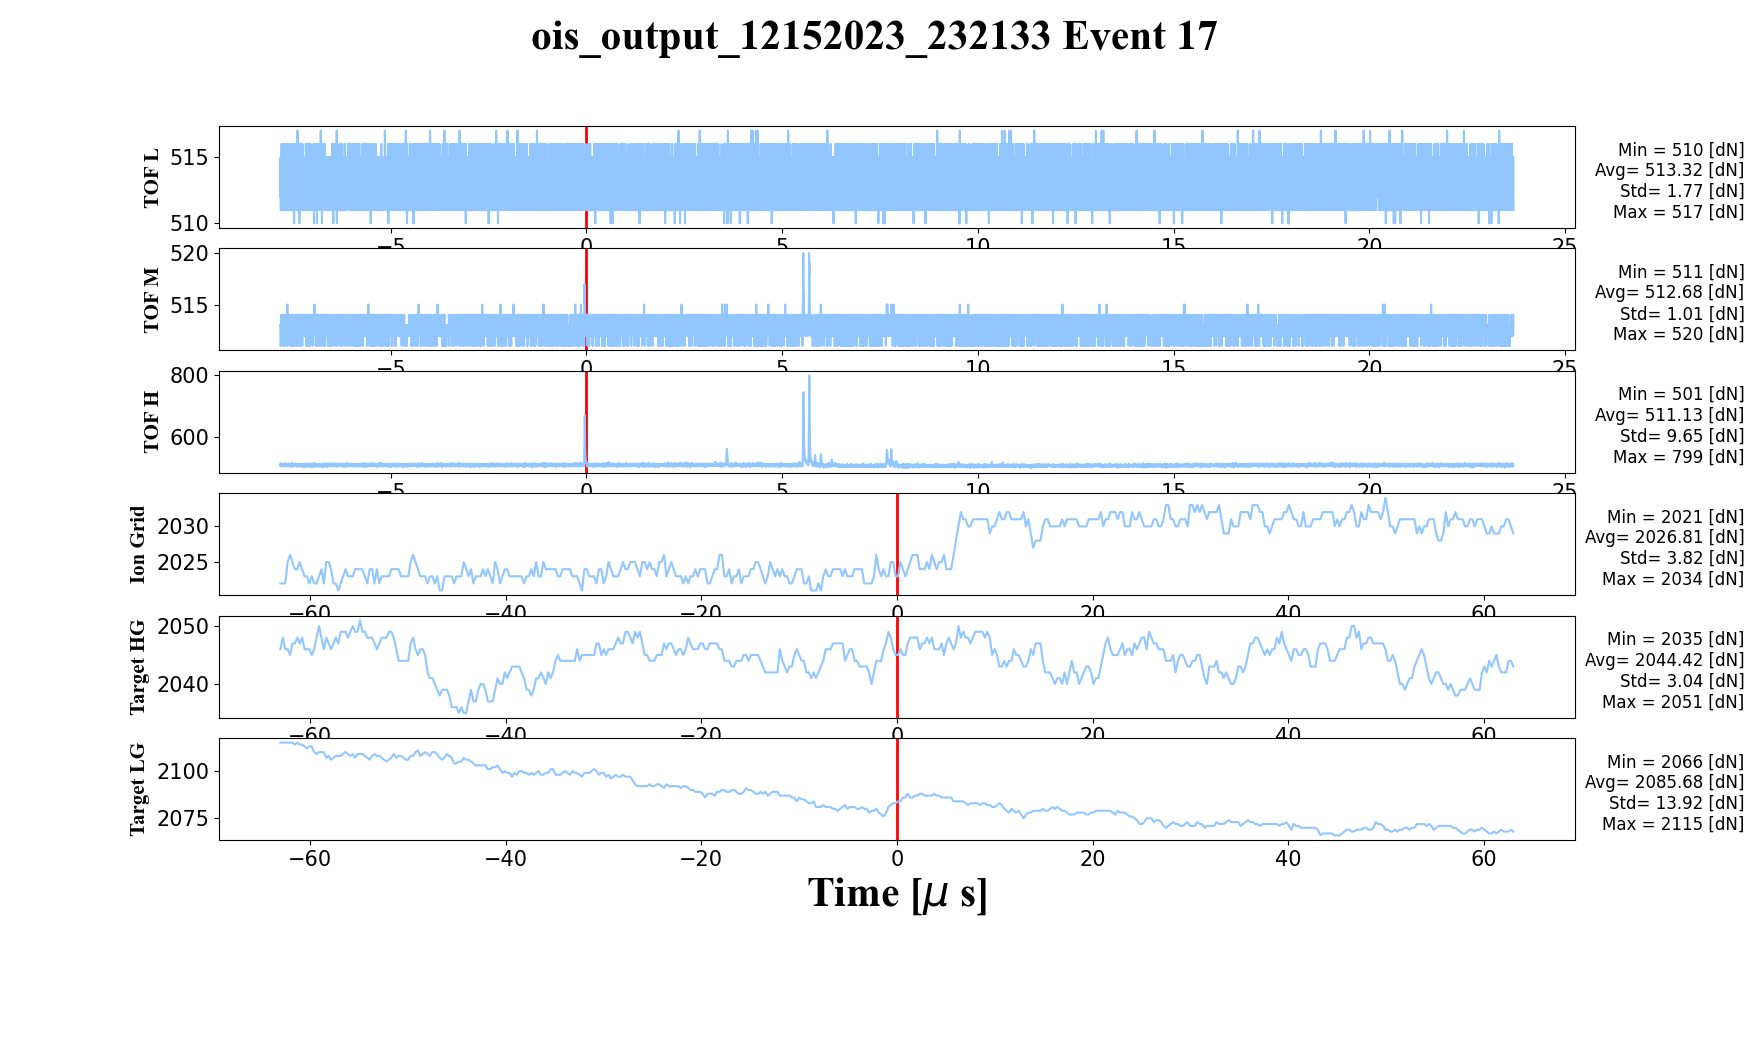 ois_output_12152023_232133 Event 17
TOF L
515
510
−5
0
5
10
15
20
25
Min = 510 [dN]
Avg= 513.32 [dN]
Std= 1.77 [dN]
Max = 517 [dN]
TOF M
520
515
−5
0
5
10
15
20
25
Min = 511 [dN]
Avg= 512.68 [dN]
Std= 1.01 [dN]
Max = 520 [dN]
TOF H
800
600
−5
0
5
10
15
20
25
Min = 501 [dN]
Avg= 511.13 [dN]
Std= 9.65 [dN]
Max = 799 [dN]
Ion Grid
2030
2025
−60
−40
−20
0
20
40
60
Min = 2021 [dN]
Avg= 2026.81 [dN]
Std= 3.82 [dN]
Max = 2034 [dN]
Target HG
2050
2040
−60
−40
−20
0
20
40
60
Min = 2035 [dN]
Avg= 2044.42 [dN]
Std= 3.04 [dN]
Max = 2051 [dN]
Target LG
2100
2075
−60
−40
−20
0
20
40
60
Min = 2066 [dN]
Avg= 2085.68 [dN]
Std= 13.92 [dN]
Max = 2115 [dN]
Time [μ s]